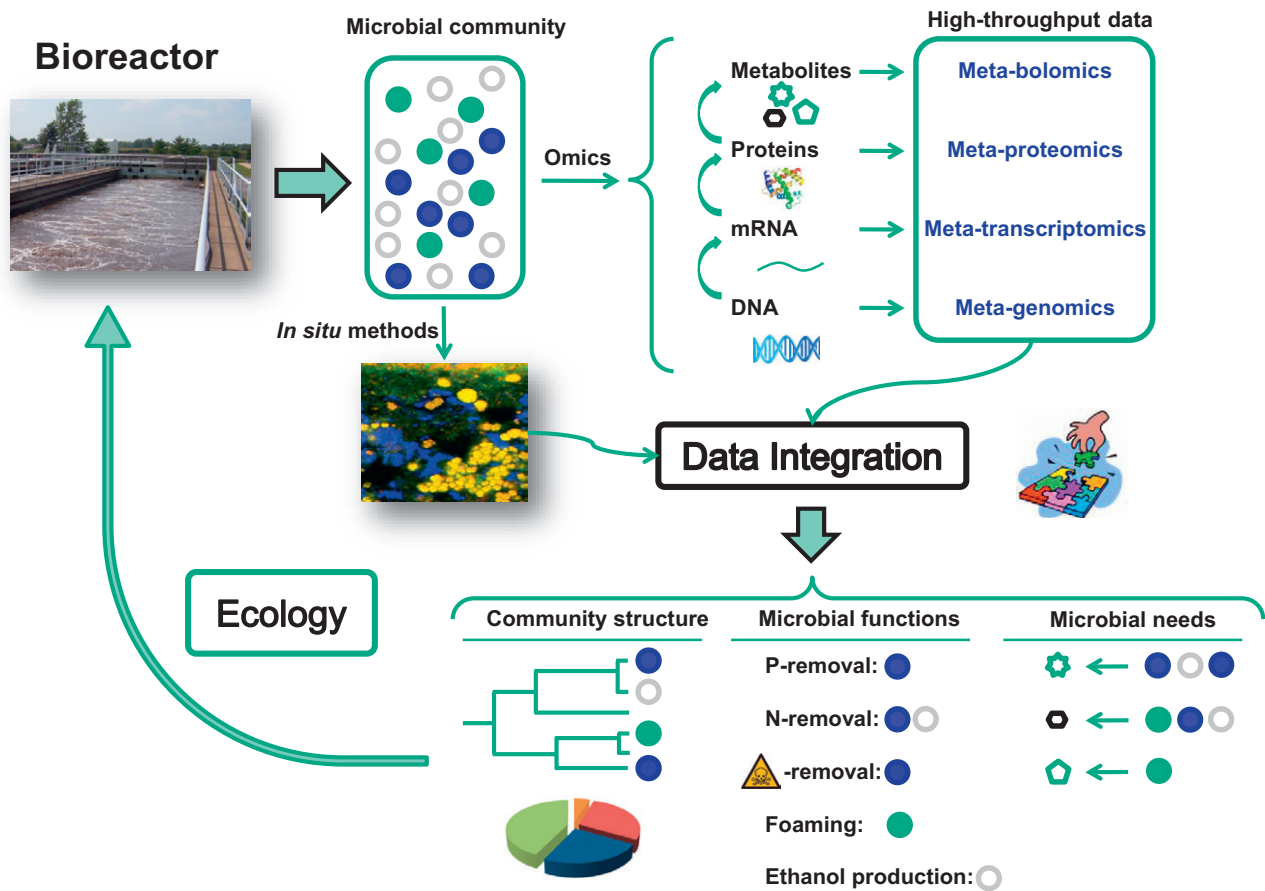 Bioreactor
Microbial community
High-throughput data
Omics
Metabolites
Meta-bolomics
Proteins
Meta-proteomics
mRNA
Meta-transcriptomics
DNA
Meta-genomics
In situ methods
Data Integration
Ecology
Community structure
Microbial functions
P-removal:
N-removal:
-removal:
Foaming:
Ethanol production:
Microbial needs